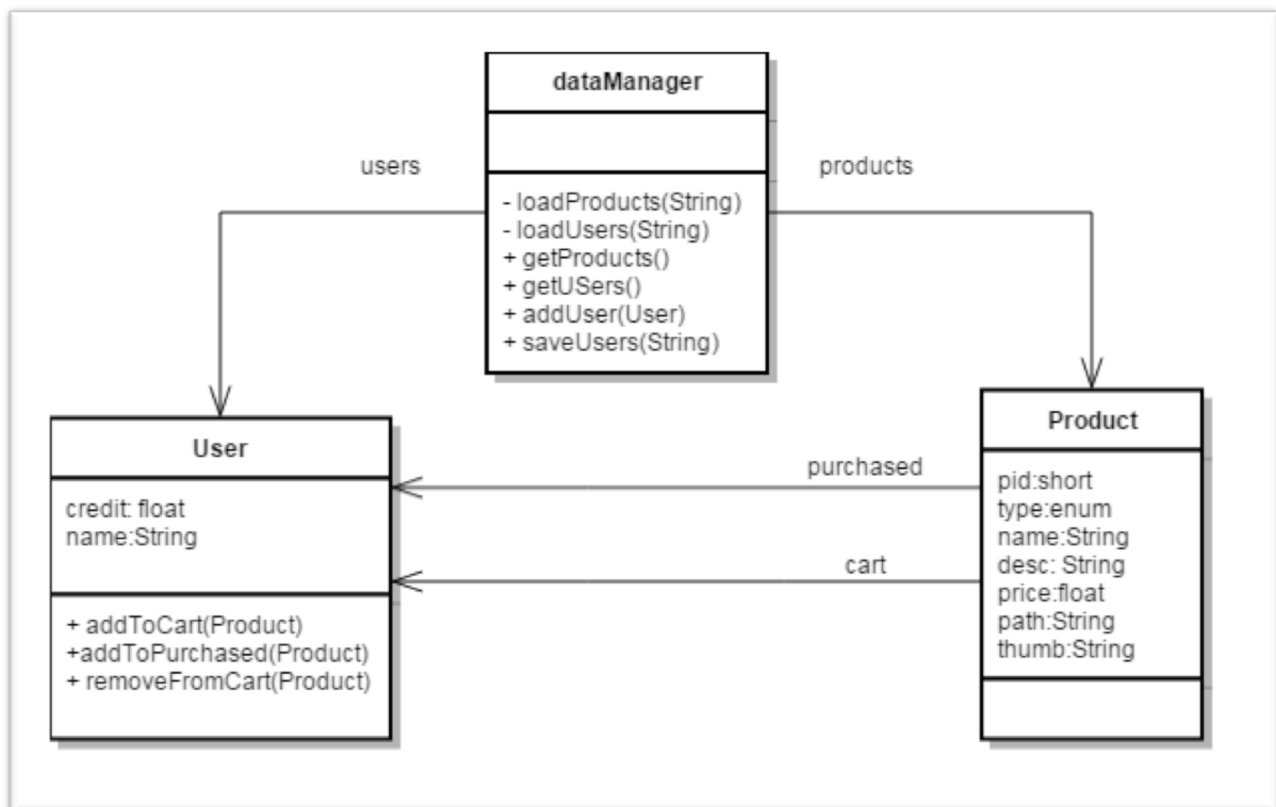 dataManager
users
products
- loadProducts(String)
- loadUsers(String)
+ getProducts()
+ getUSers()
+ addUser(User)
+ saveUsers(String)
User
credit: float
name:String
+ addToCart(Product)
+addToPurchased(Product)
+ removeFromCart(Product)
purchased
cart
Product
pid:short
type:enum
name:String
desc: String
price:float
path:String
thumb:String